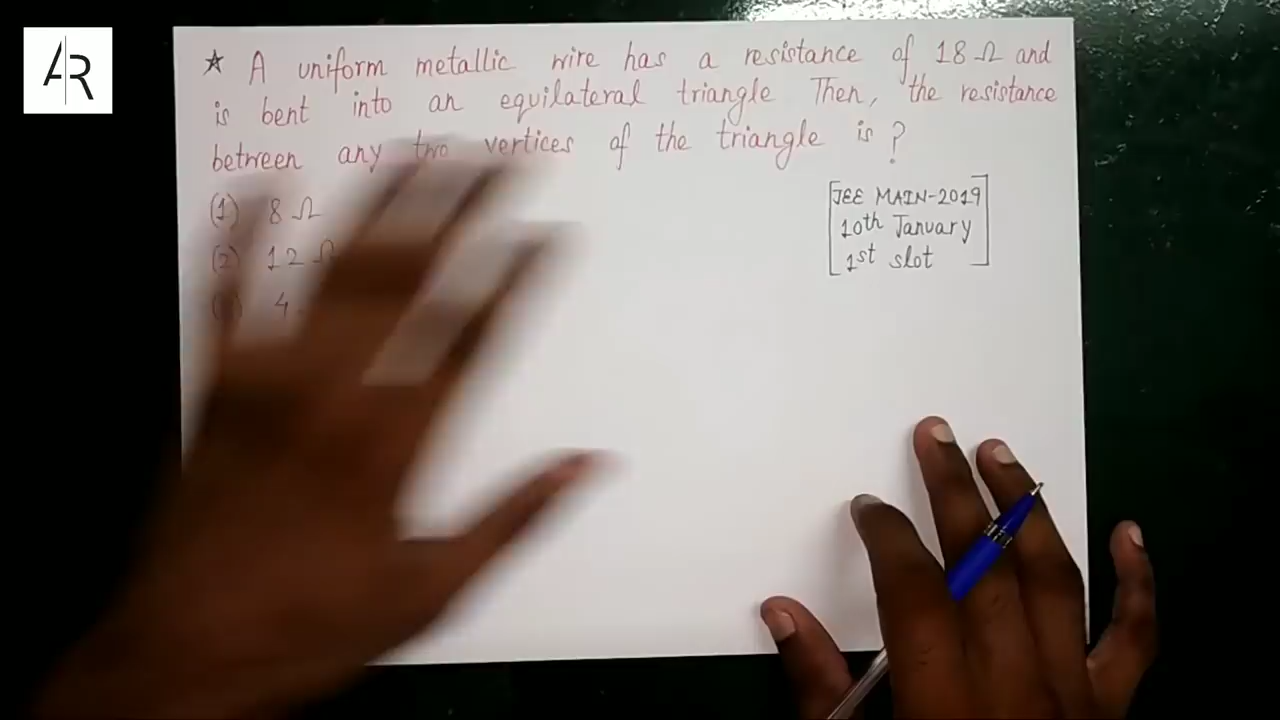 AR
☆ A uniform metallic wire has a resistance of 18 Ω and
is bent into an equilateral triangle Then, the resistance
between any two vertices of the triangle is ?
[JEE MAIN-2019
10th January
1st slot]
(1) 8 Ω
(2) 12 Ω
4